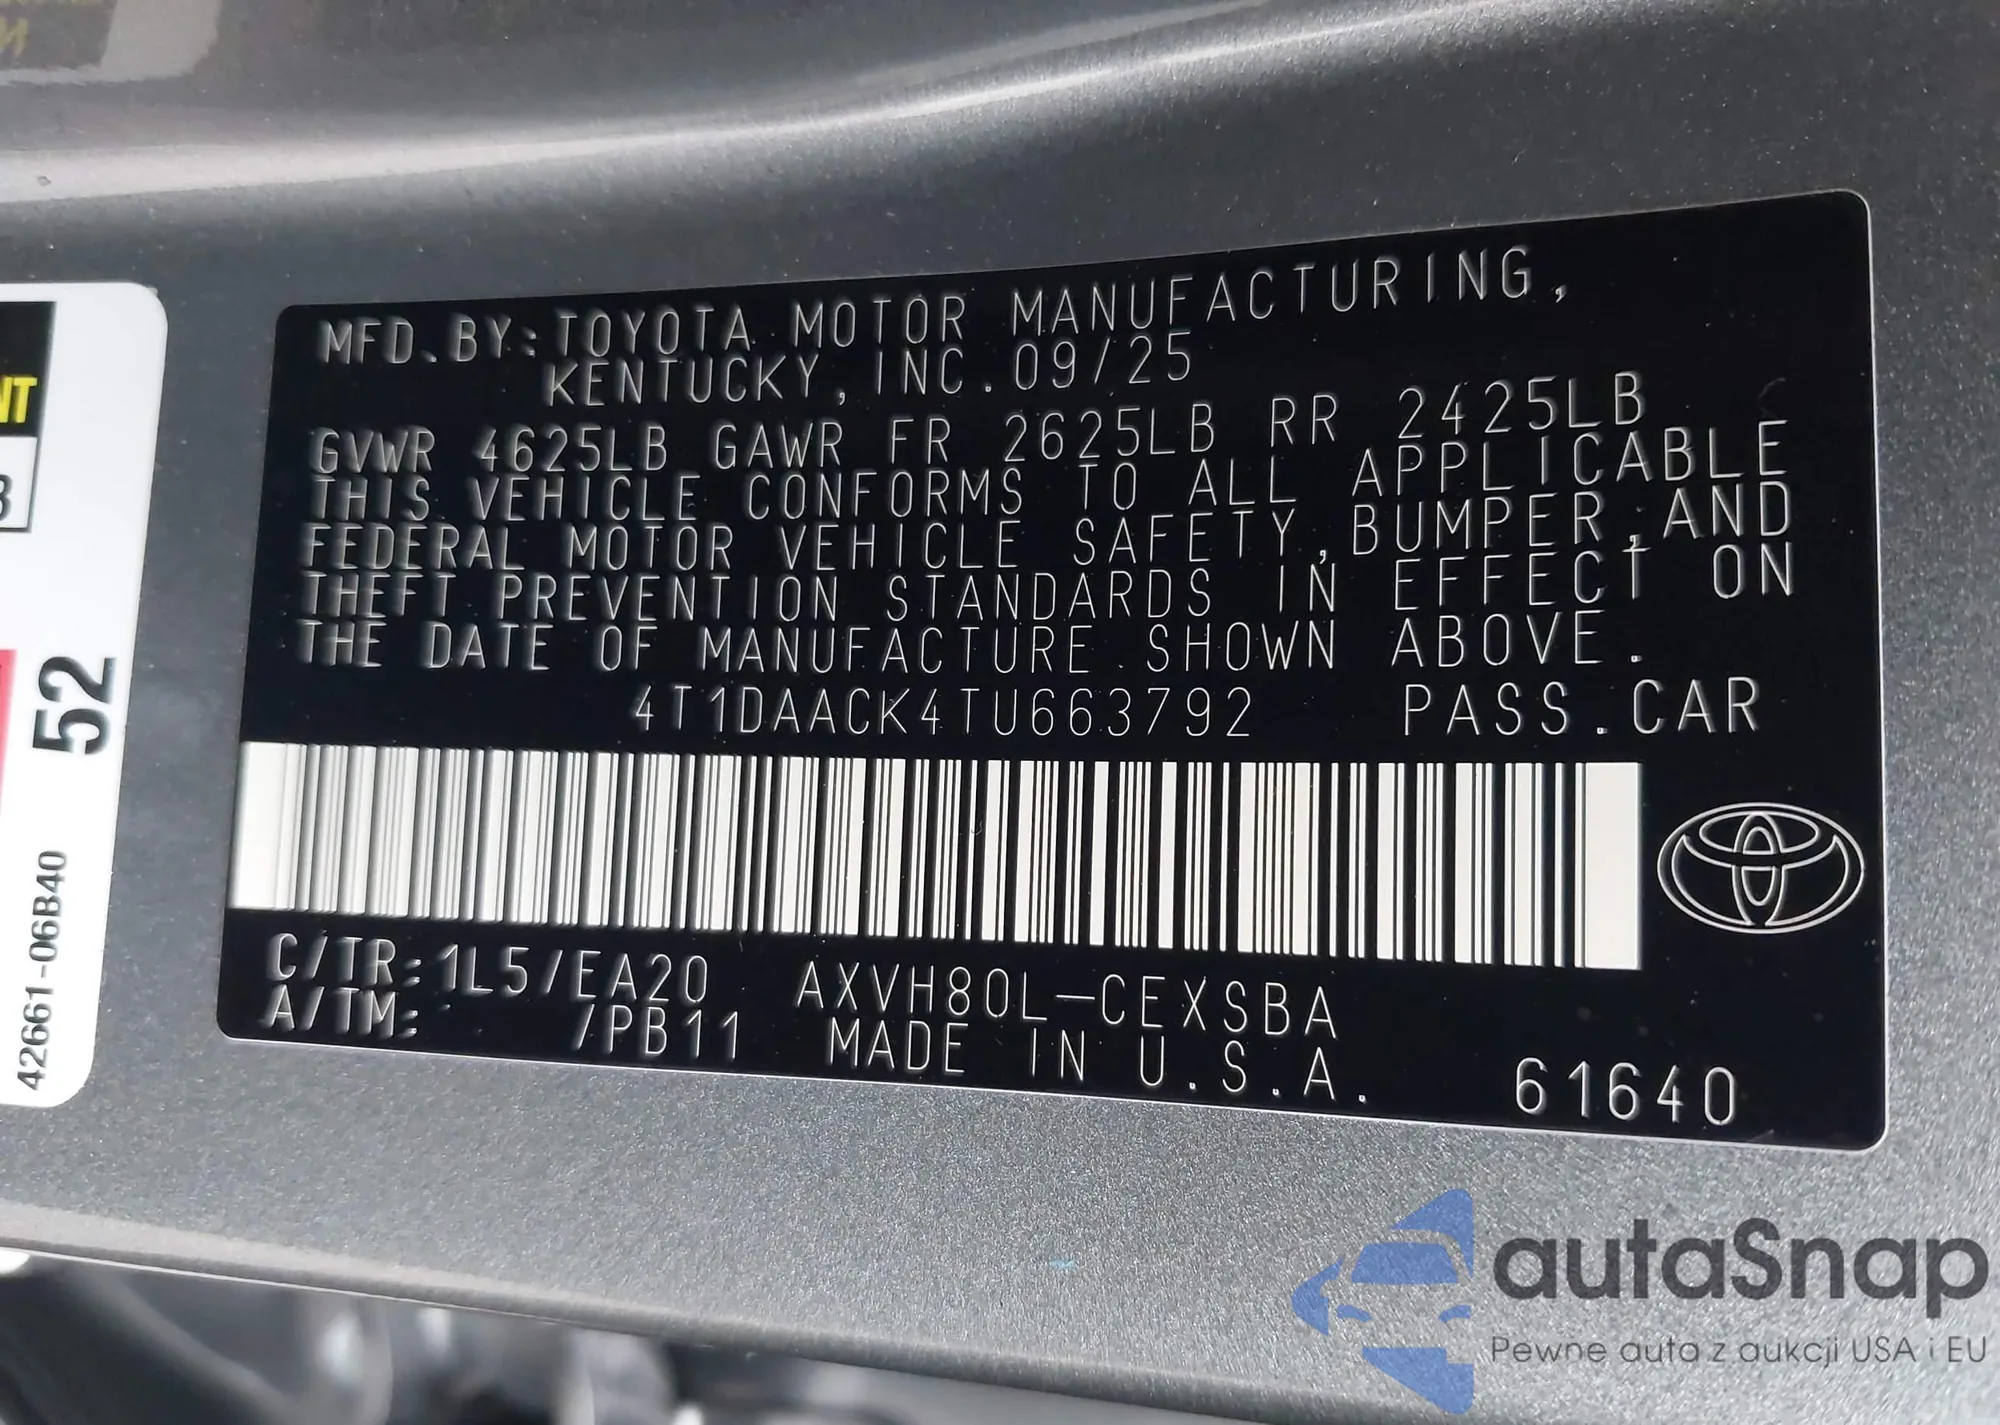 MFD. BY: TOYOTA MOTOR MANUFACTURING,
KENTUCKY, INC. 09/25
GVWR 4625LB GAWR FR 2625LB RR 2425LB
THIS VEHICLE CONFORMS TO ALL APPLICABLE
FEDERAL MOTOR VEHICLE SAFETY, BUMPER, AND
THEFT PREVENTION STANDARDS IN EFFECT ON
THE DATE OF MANUFACTURE SHOWN ABOVE.
4T1DAACK4TU663792 PASS. CAR
C/TR: 1L5/EA20 AXVH80L-CEXSBA
A/TM: /PB11 MADE IN U.S.A. 61640
NT
3
52
42661-06B40
autaSnap
Pewne auta z aukcji USA i EU